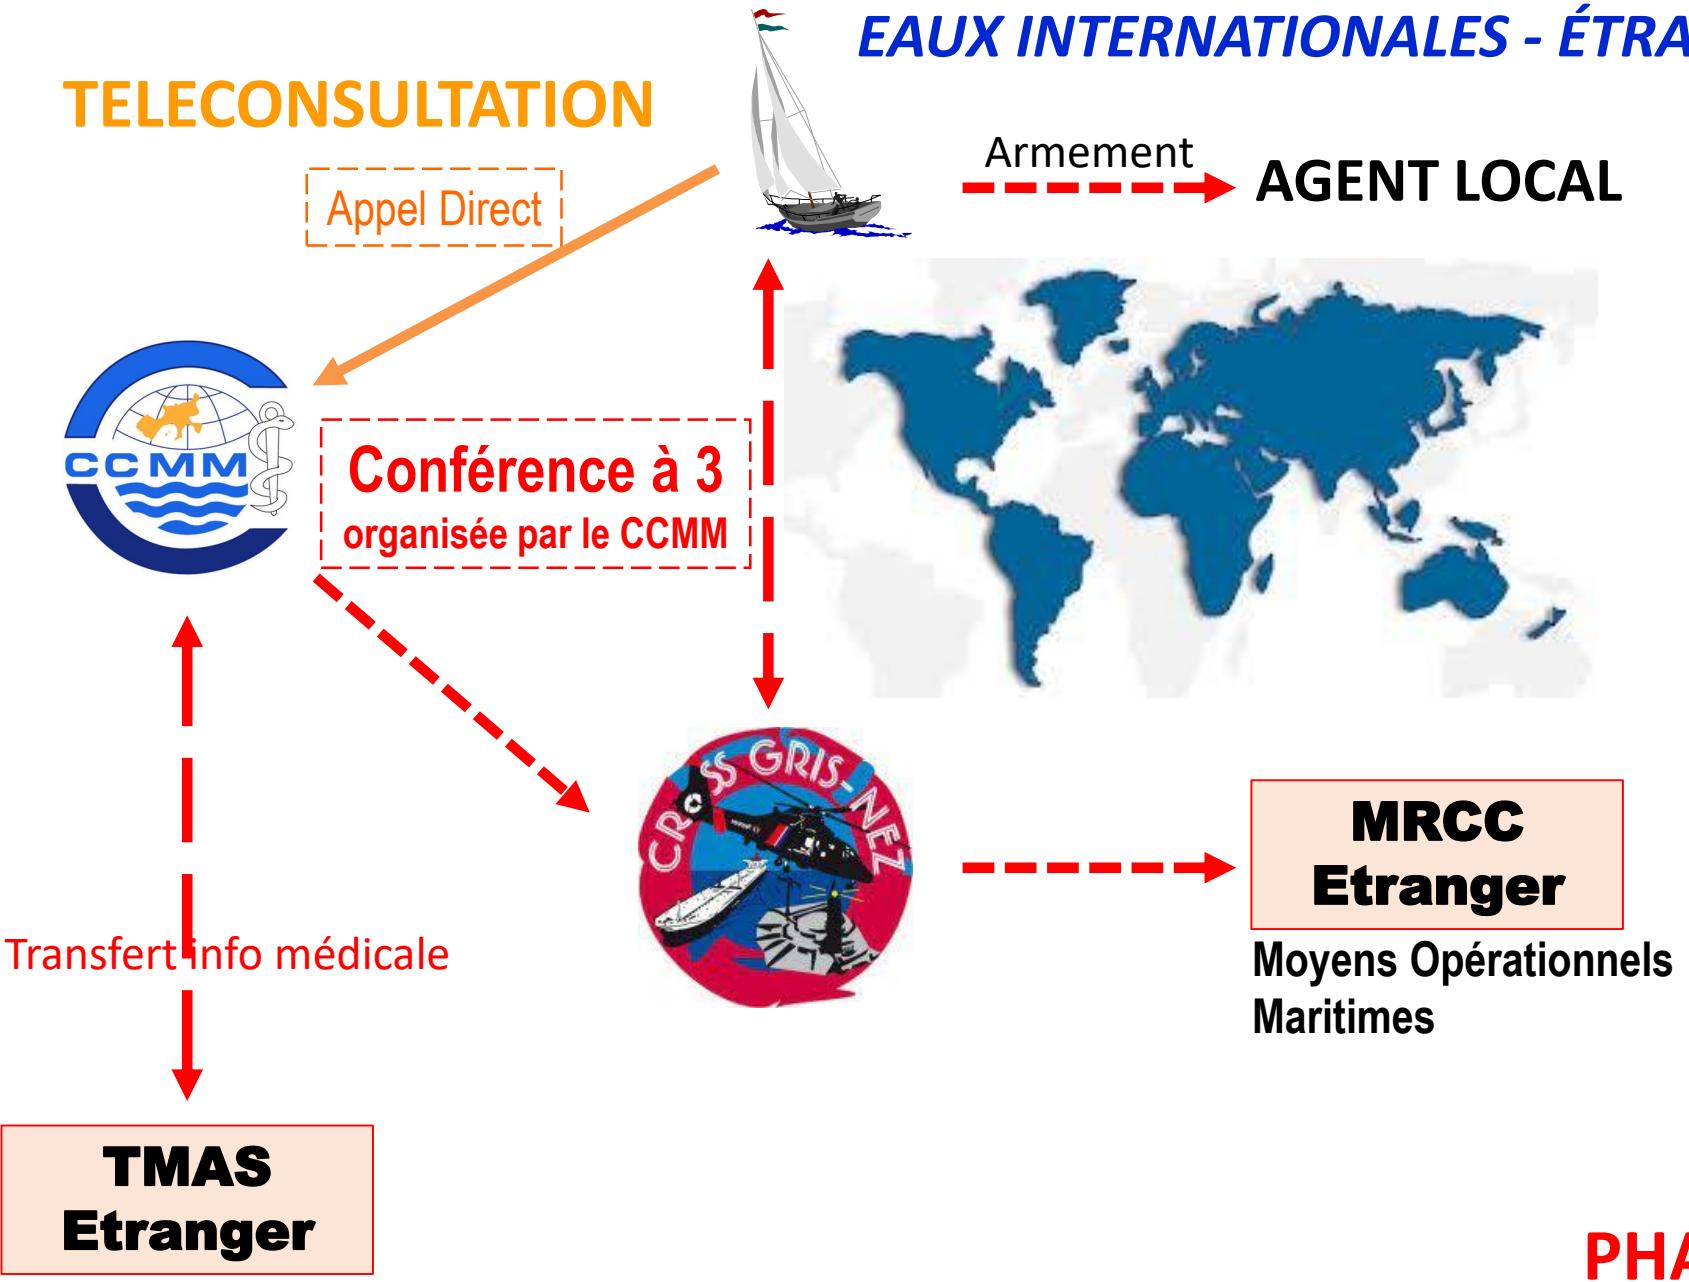 EAUX INTERNATIONALES - ÉTRA
TELECONSULTATION
Armement
AGENT LOCAL
Appel Direct
CCMM
Conférence à 3
organisée par le CCMM
CROSS GRIS-NEZ
MRCC
Etranger
Moyens Opérationnels
Maritimes
Transfert info médicale
TMAS
Etranger
PHA